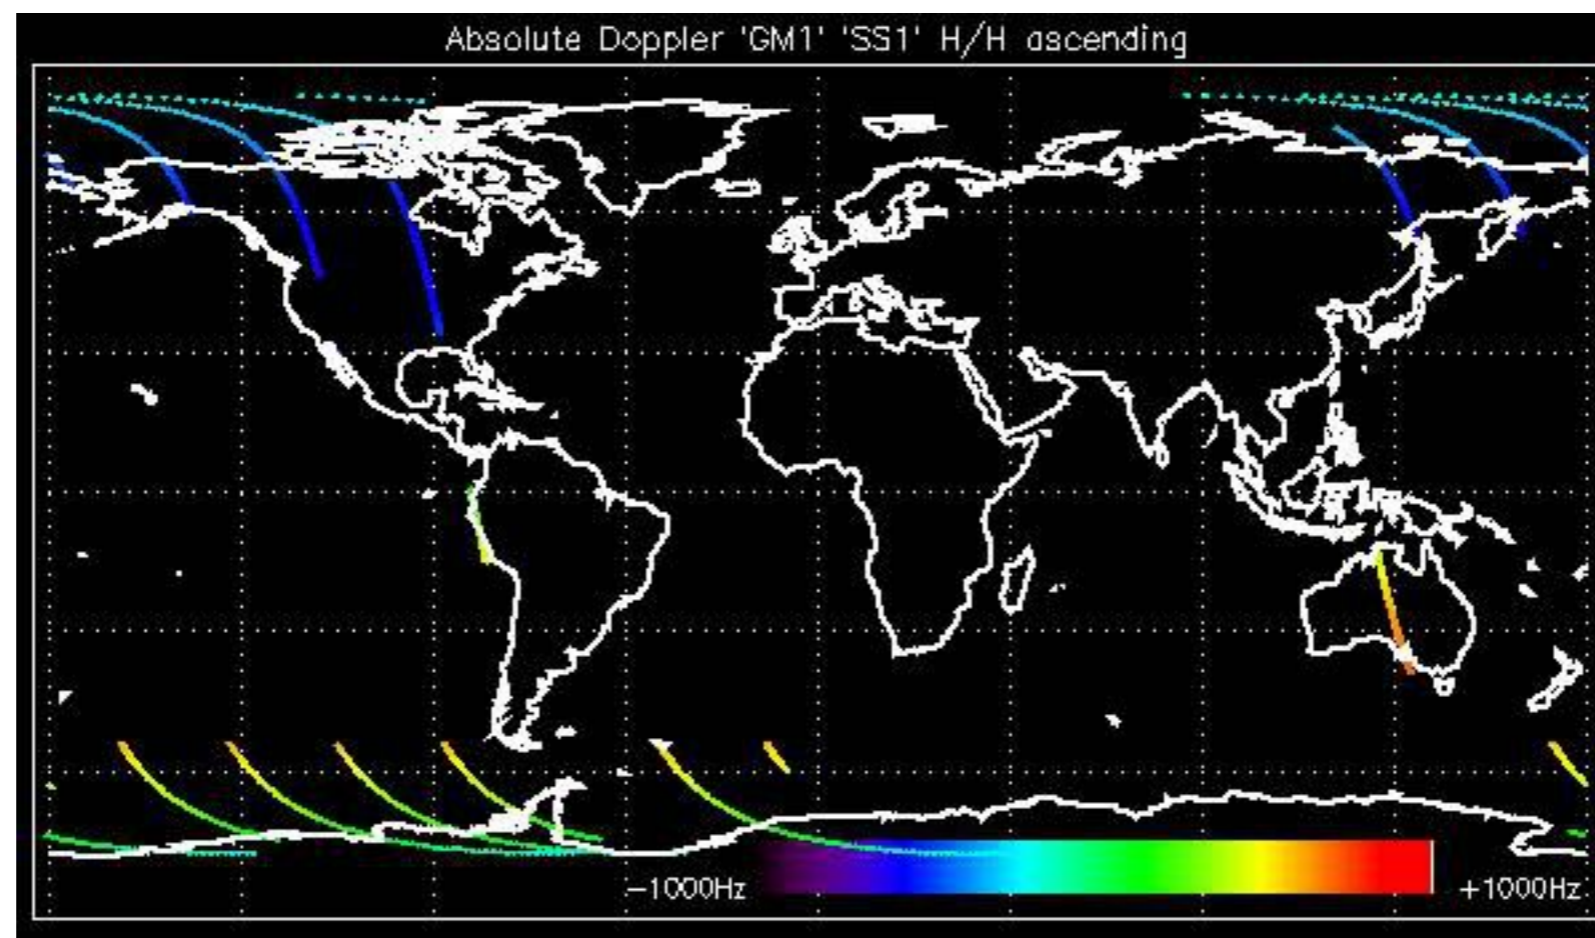 Absolute Doppler 'GM1' 'SS1' H/H ascending
−1000Hz
+1000Hz